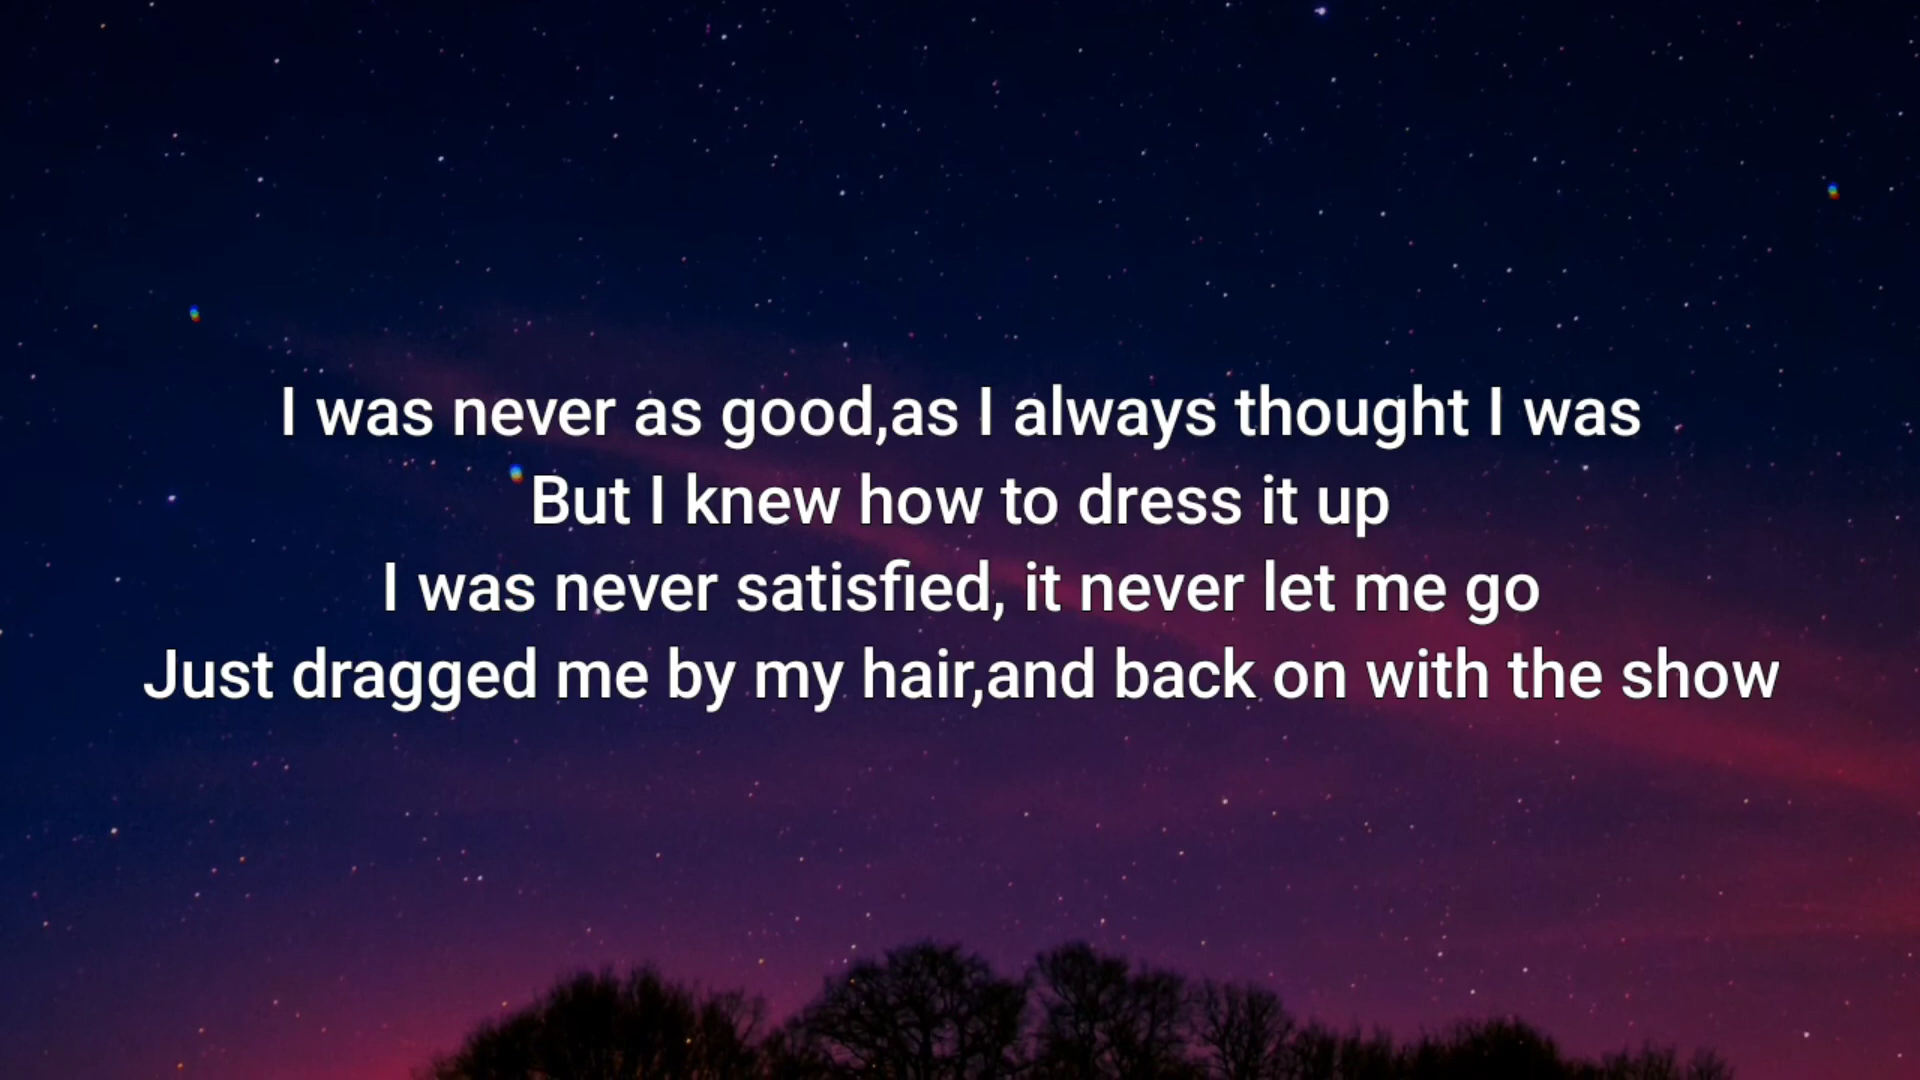 I was never as good,as I always thought I was
But I knew how to dress it up
I was never satisfied, it never let me go
Just dragged me by my hair,and back on with the show